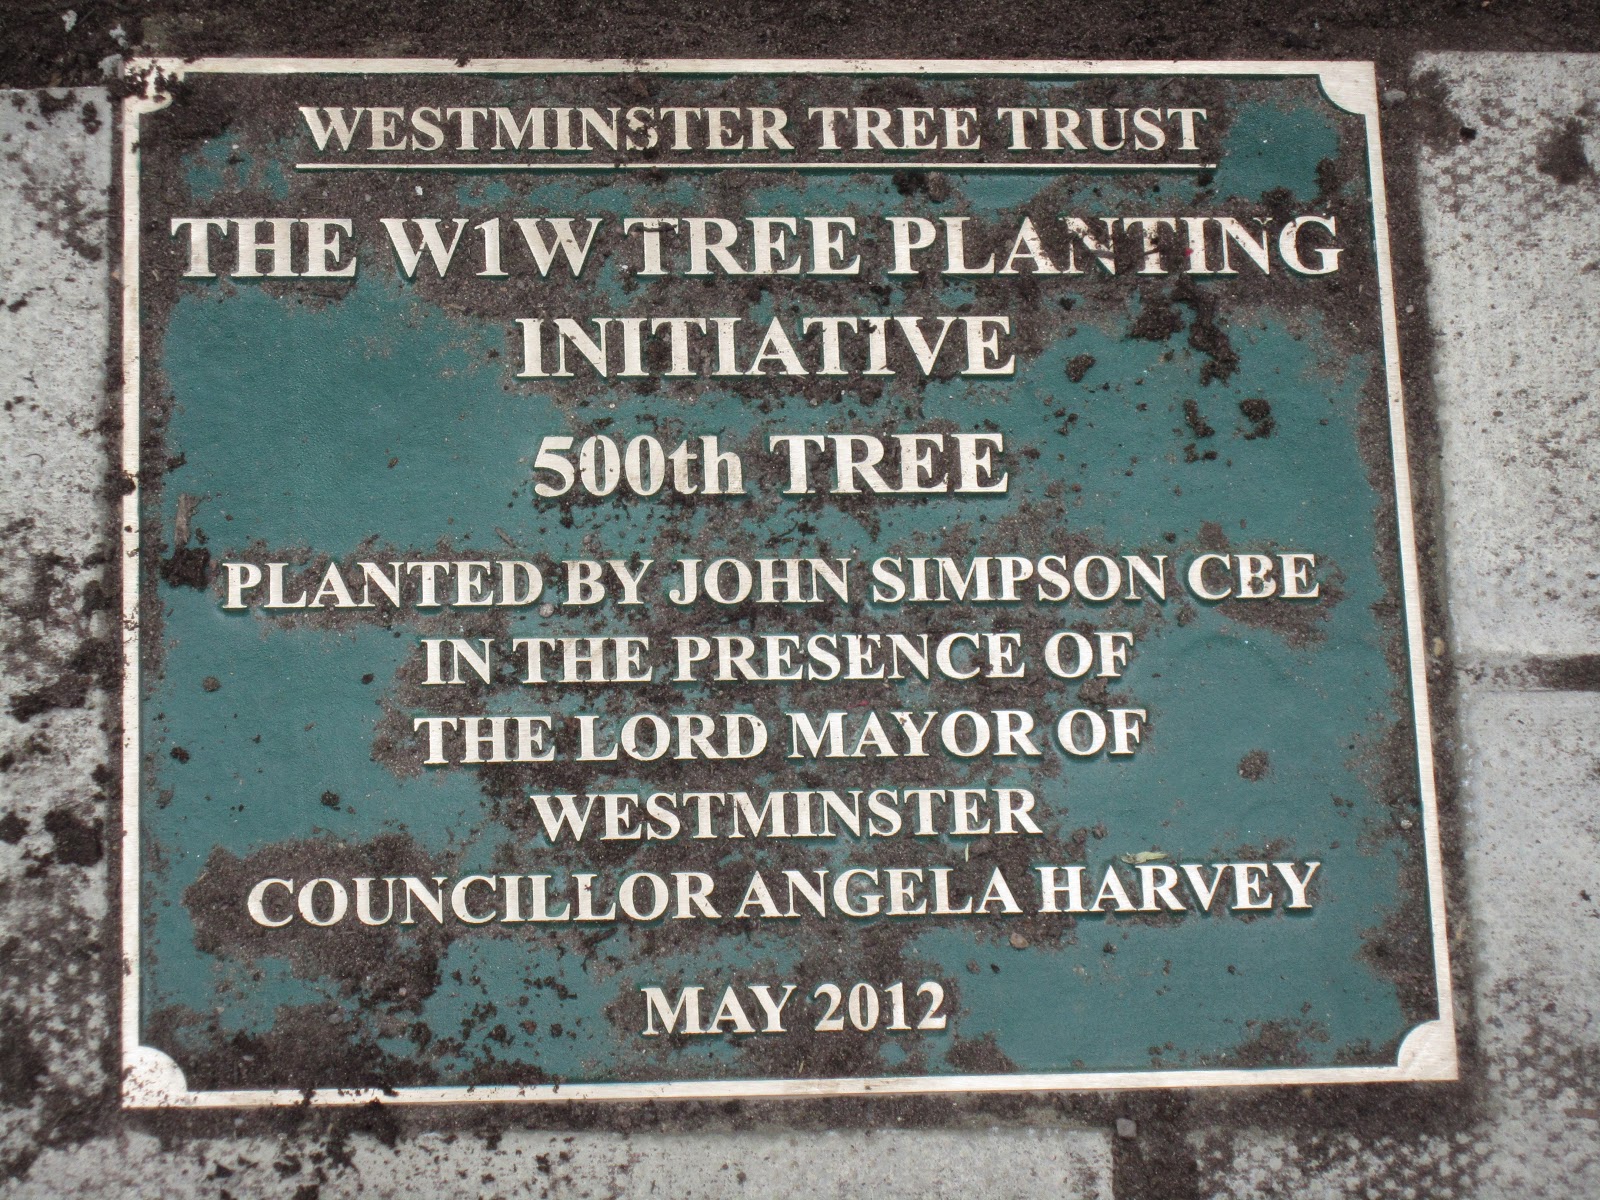 WESTMINSTER TREE TRUST
THE W1W TREE PLANTING
INITIATIVE
500th TREE
PLANTED BY JOHN SIMPSON CBE
IN THE PRESENCE OF
THE LORD MAYOR OF
WESTMINSTER
COUNCILLOR ANGELA HARVEY
MAY 2012